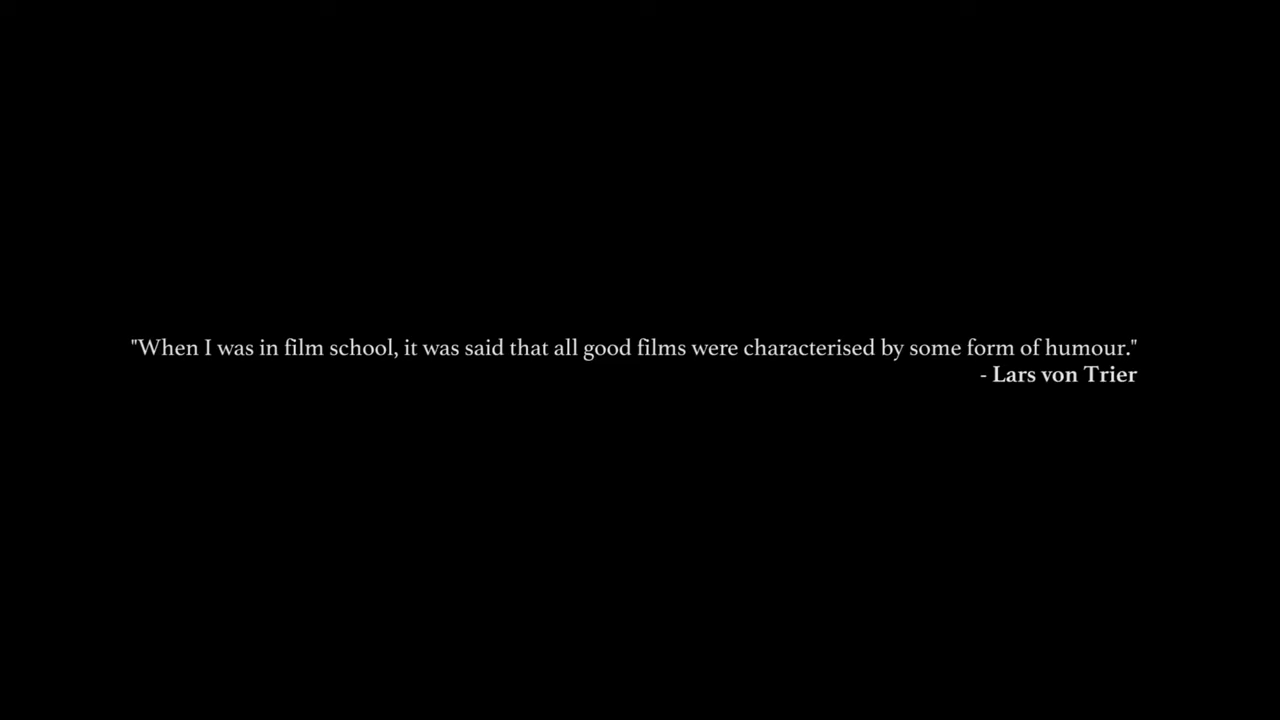 "When I was in film school, it was said that all good films were characterised by some form of humour."
- Lars von Trier